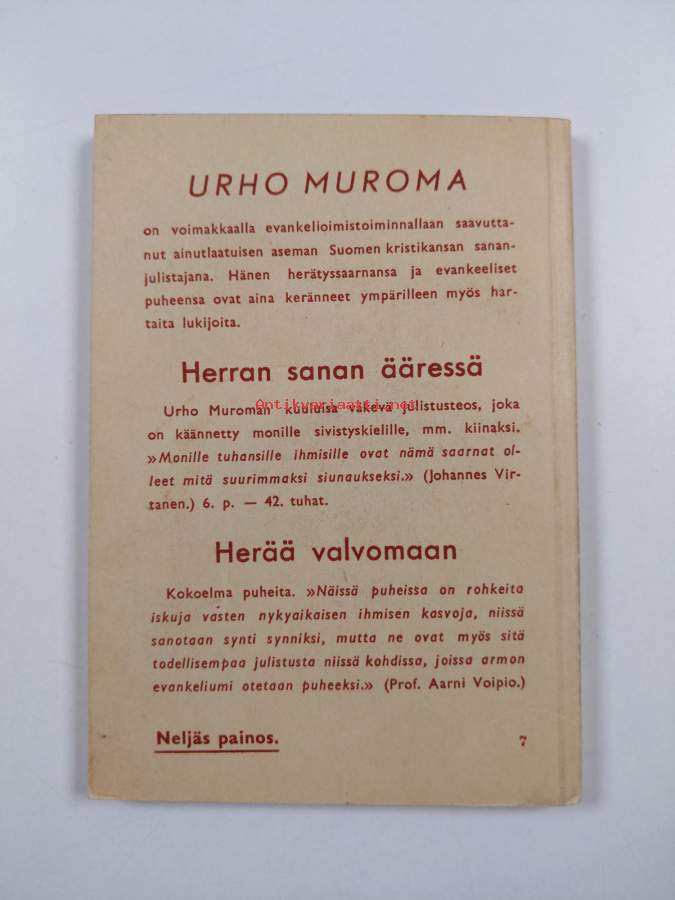 URHO MUROMA
on voimakkaalla evankelioimistoiminnallaan saavutta-
nut ainutlaatuisen aseman Suomen kristikansan sanan-
julistajana. Hänen herätyssaarnansa ja evankeeliset
puheensa ovat aina keränneet ympärilleen myös har-
taita lukijoita.
Herran sanan ääressä
Antikvariaatti.net
Urho Muroman kuuluisa väkevä julistusteos, joka
on käännetty monille sivistyskielille, mm. kiinaksi.
»Monille tuhansille ihmisille ovat nämä saarnat ol-
leet mitä suurimmaksi siunaukseksi.» (Johannes Vir-
tanen.) 6. p. — 42. tuhat.
Herää valvomaan
Kokoelma puheita. »Näissä puheissa on rohkeita
iskuja vasten nykyaikaisen ihmisen kasvoja, niissä
sanotaan synti synniksi, mutta ne ovat myös sitä
todellisempaa julistusta niissä kohdissa, joissa armon
evankeliumi otetaan puheeksi.» (Prof. Aarni Voipio.)
Neljäs painos. 7